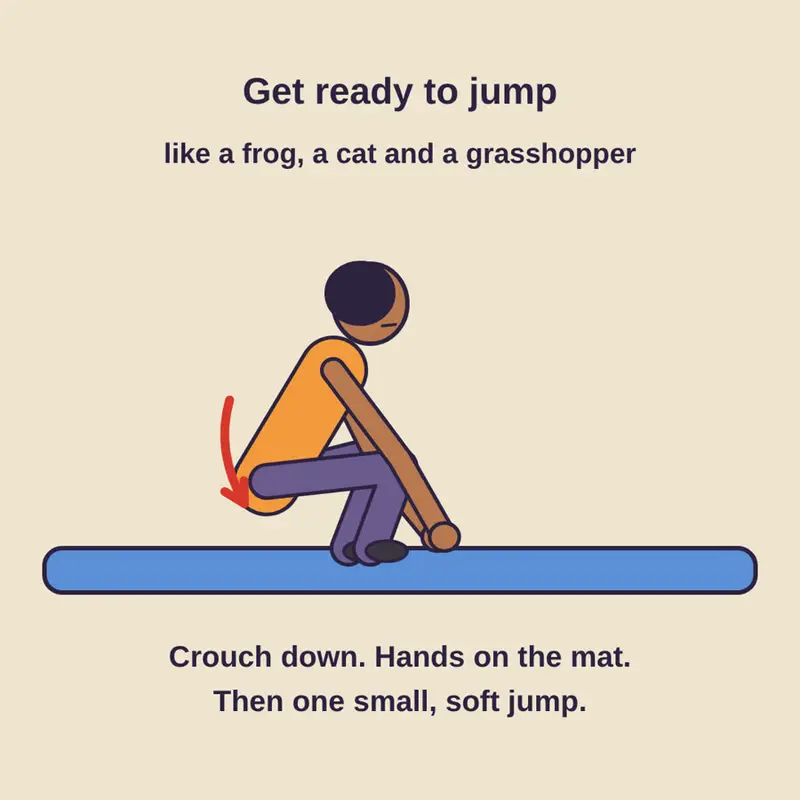 Get ready to jump
like a frog, a cat and a grasshopper
Crouch down. Hands on the mat.
Then one small, soft jump.